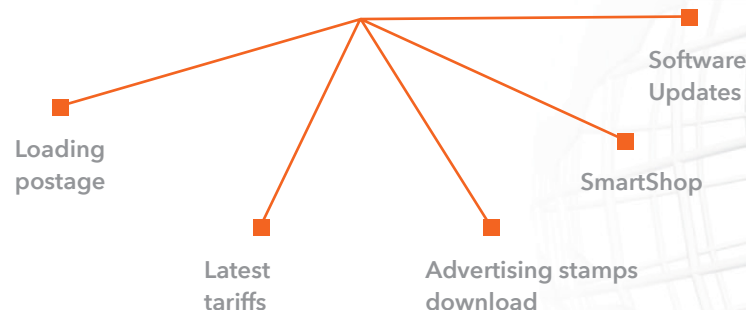 Software
Updates
Loading
postage
SmartShop
Latest
tariffs
Advertising stamps
download